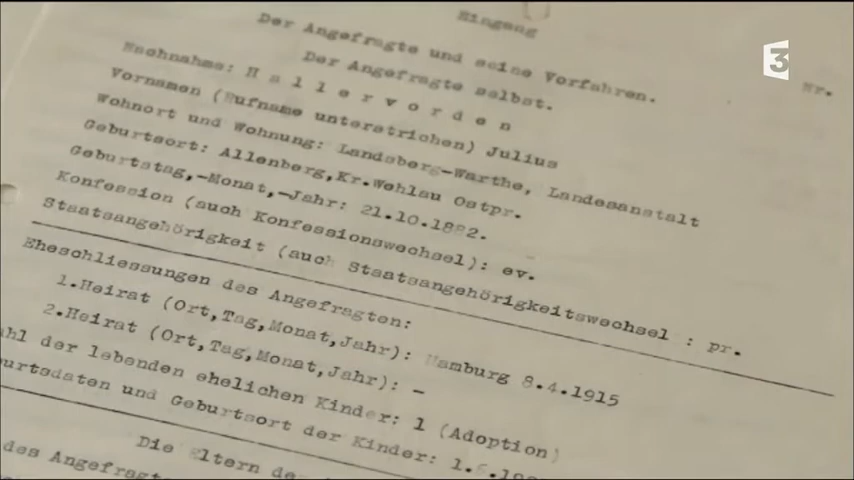 Eingang
Der Angefragte und seine Vorfahren.
Nr.
Der Angefragte selbst.
Nachnahme: H a l l e r v o r d e n
Vornamen (Rufname unterstrichen) Julius
Wohnort und Wohnung: Landsberg-Warthe, Landesanstalt
Geburtsort: Allenberg,Kr.Wehlau Ostpr.
Geburtstag,-Monat,-Jahr: 21.10.1882.
Konfession (auch Konfessionswechsel): ev.
Staatsangehörigkeit (auch Staatsangehörigkeitswechsel : pr.
Eheschliessungen des Angefragten:
1.Heirat (Ort,Tag,Monat,Jahr): Hamburg 8.4.1915
2.Heirat (Ort,Tag,Monat,Jahr): -
ahl der lebenden ehelichen Kinder: 1 (Adoption)
urtsdaten und Geburtsort der Kinder:
Die Eltern
des
3